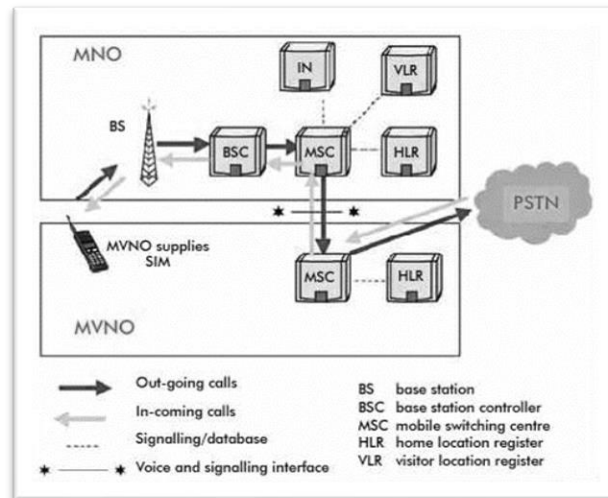 MNO
IN
VLR
BS
BSC
MSC
HLR
PSTN
MVNO supplies
SIM
MSC
HLR
MVNO
Out-going calls
In-coming calls
Signalling/database
Voice and signalling interface
BS base station
BSC base station controller
MSC mobile switching centre
HLR home location register
VLR visitor location register